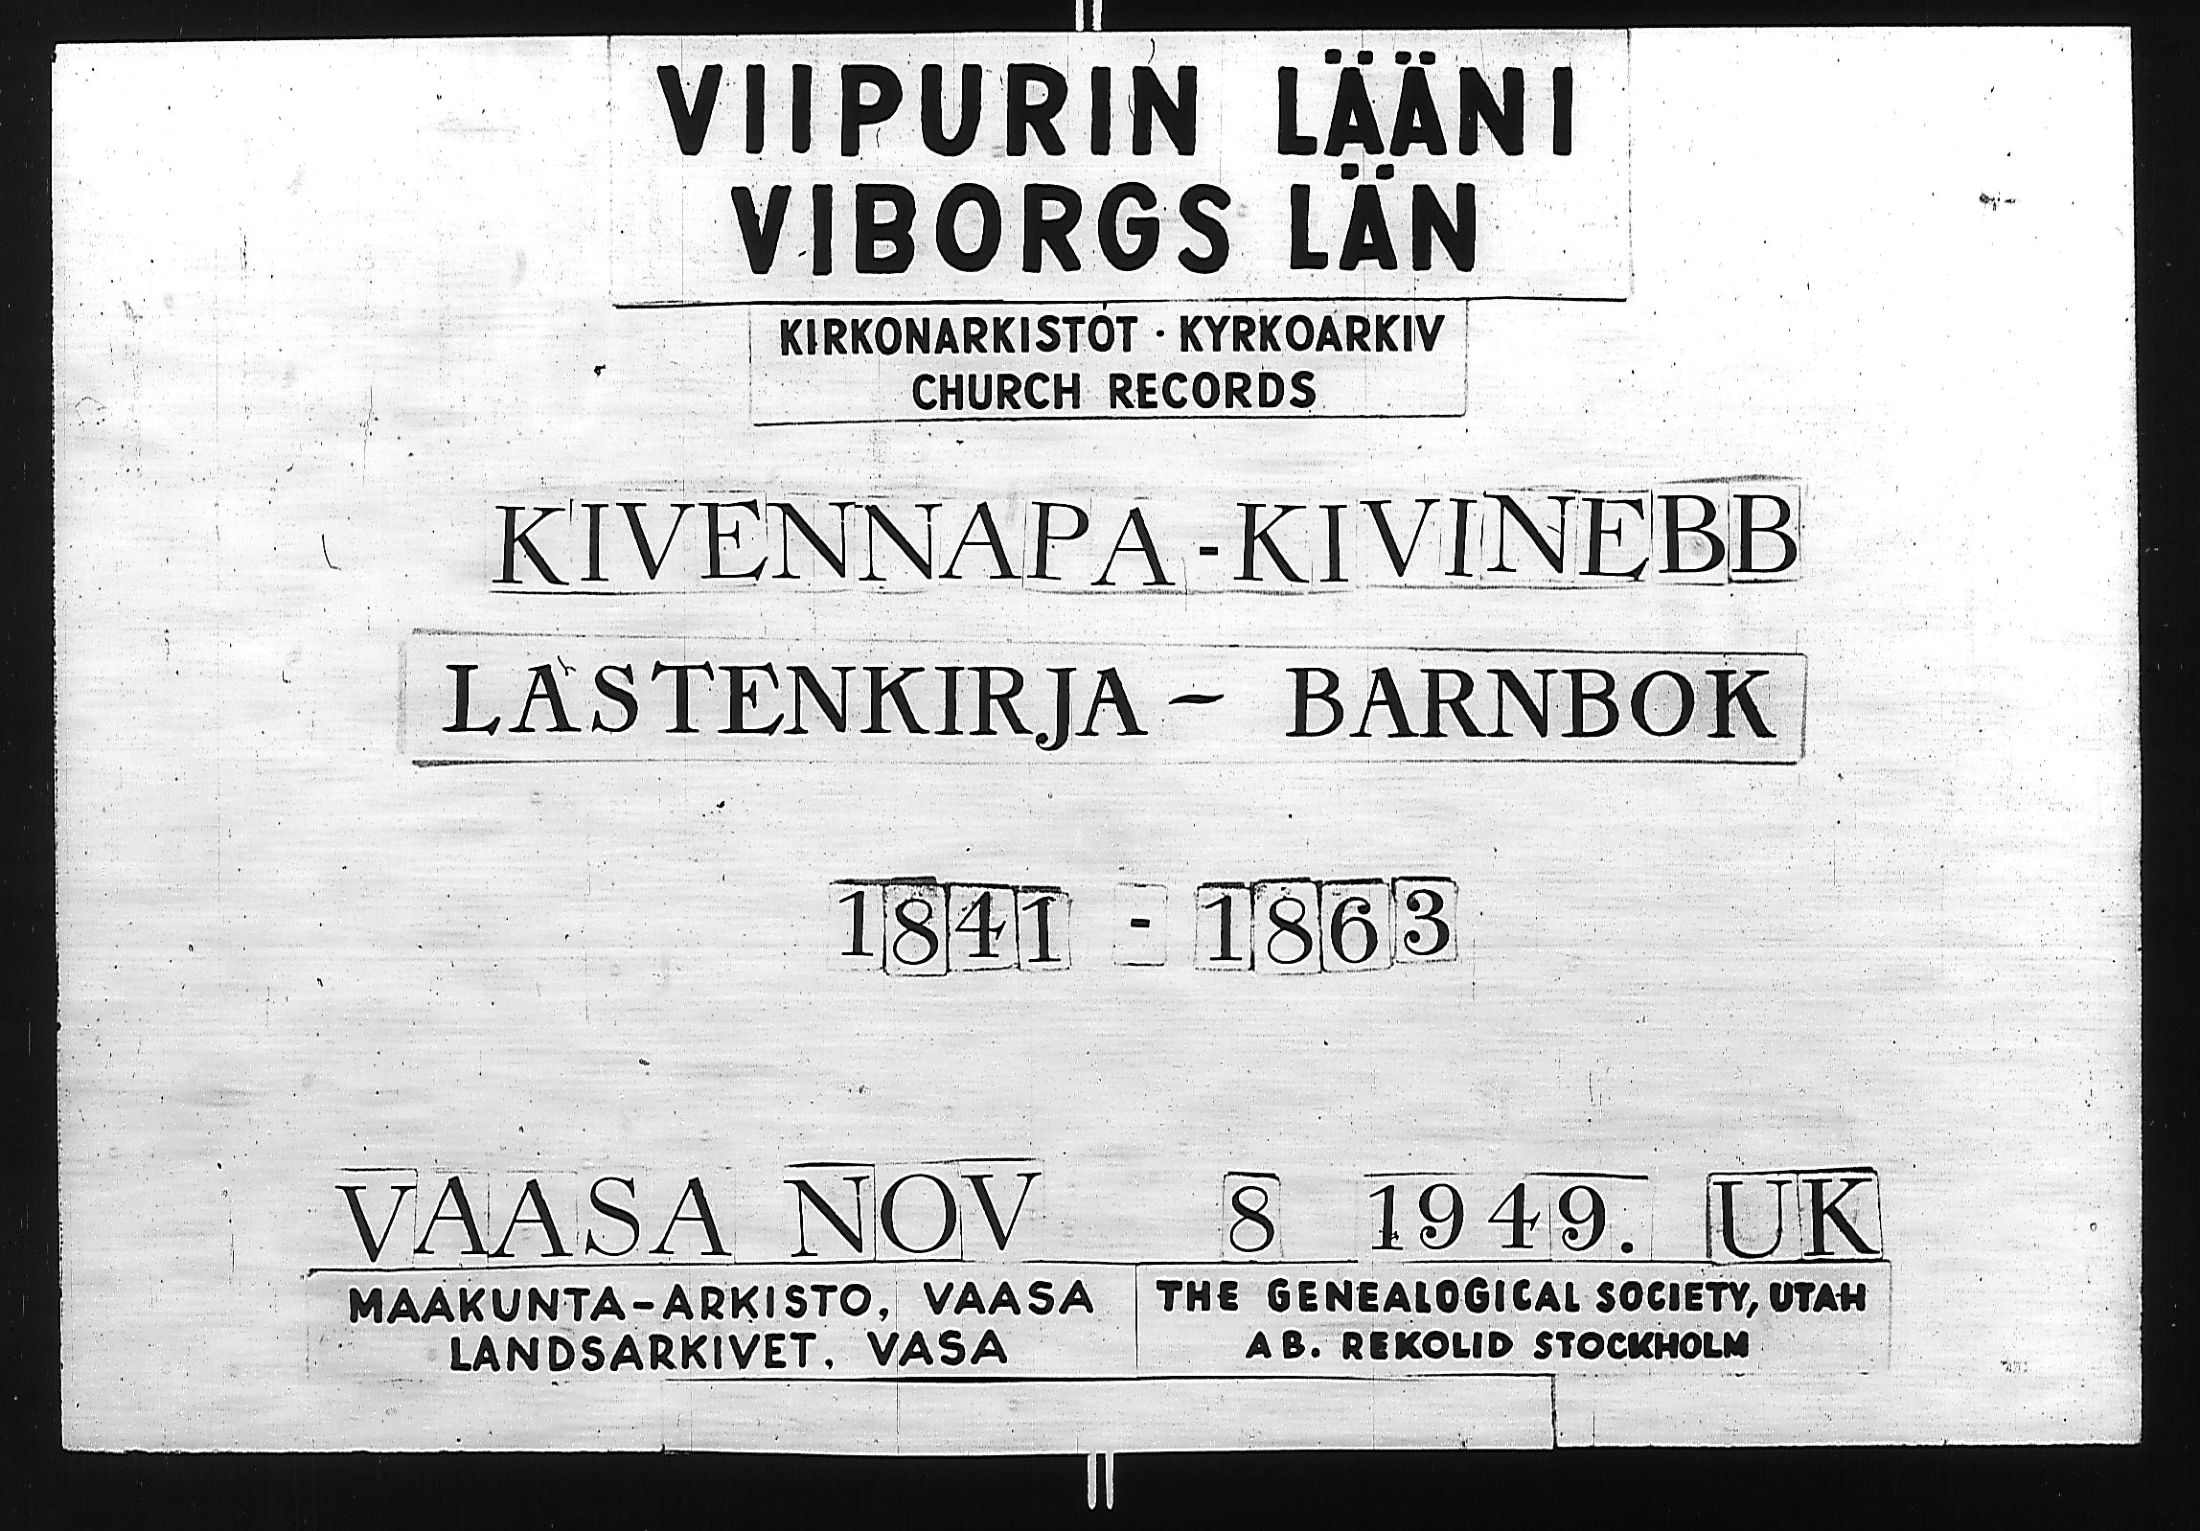 VIIPURIN LÄÄNI
VIBORGS LÄN
KIRKONARKISTOT · KYRKOARKIV
CHURCH RECORDS
KIVENNAPA - KIVINEBB
LASTENKIRJA - BARNBOK
1841 - 1863
VAASA NOV 8 1949. UK
MAAKUNTA-ARKISTO, VAASA
LANDSARKIVET, VASA
THE GENEALOGICAL SOCIETY, UTAH
AB. REKOLID STOCKHOLM